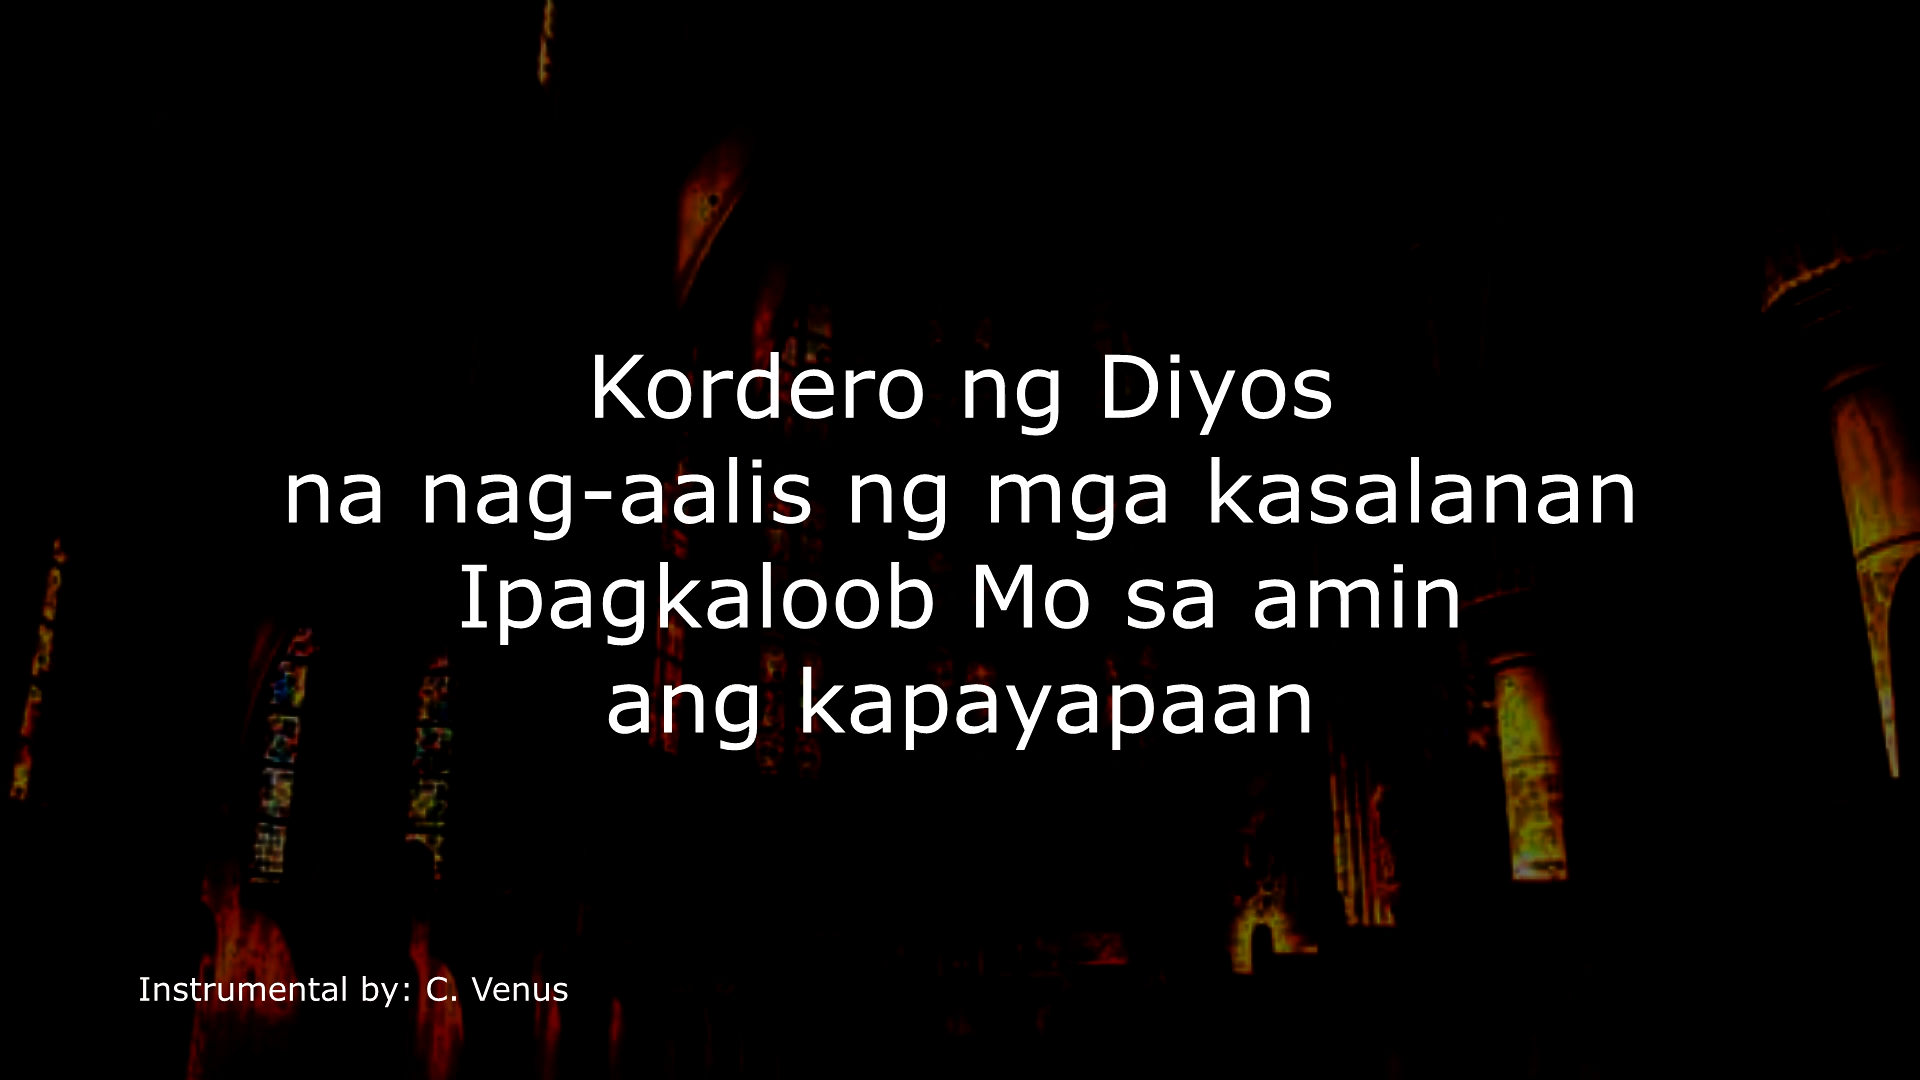 Kordero ng Diyos
na nag-aalis ng mga kasalanan
Ipagkaloob Mo sa amin
ang kapayapaan
Instrumental by: C. Venus